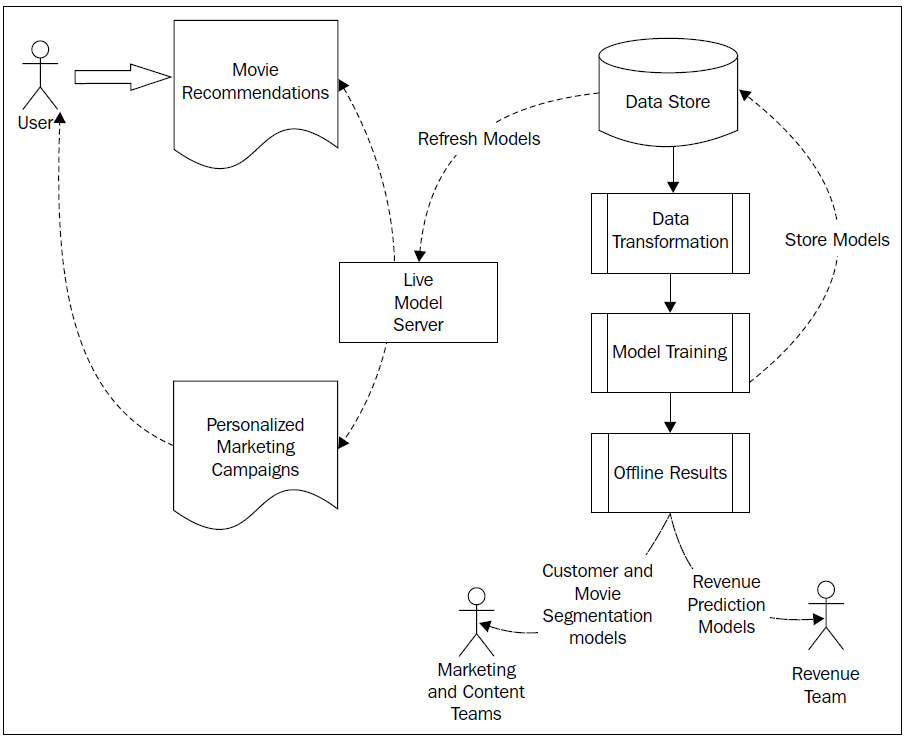 User
Movie
Recommendations
Data Store
Refresh Models
Data
Transformation
Store Models
Live
Model
Server
Model Training
Personalized
Marketing
Campaigns
Offline Results
Customer and
Movie
Segmentation
models
Revenue
Prediction
Models
Marketing
and Content
Teams
Revenue
Team